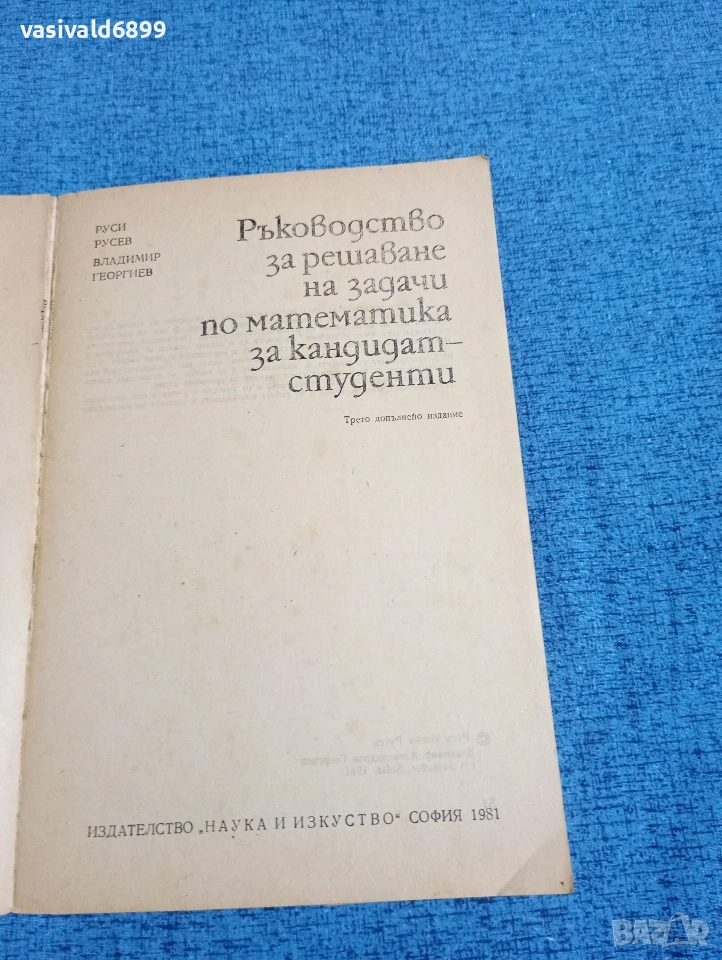 vasivald6899
РУСИ
РУСЕВ
ВЛАДИМИР
ГЕОРГИЕВ
Ръководство
за решаване
на задачи
по математика
за кандидат—
студенти
Трето допълнено издание
ИЗДАТЕЛСТВО „НАУКА И ИЗКУСТВО“ СОФИЯ 1981
BAZAR